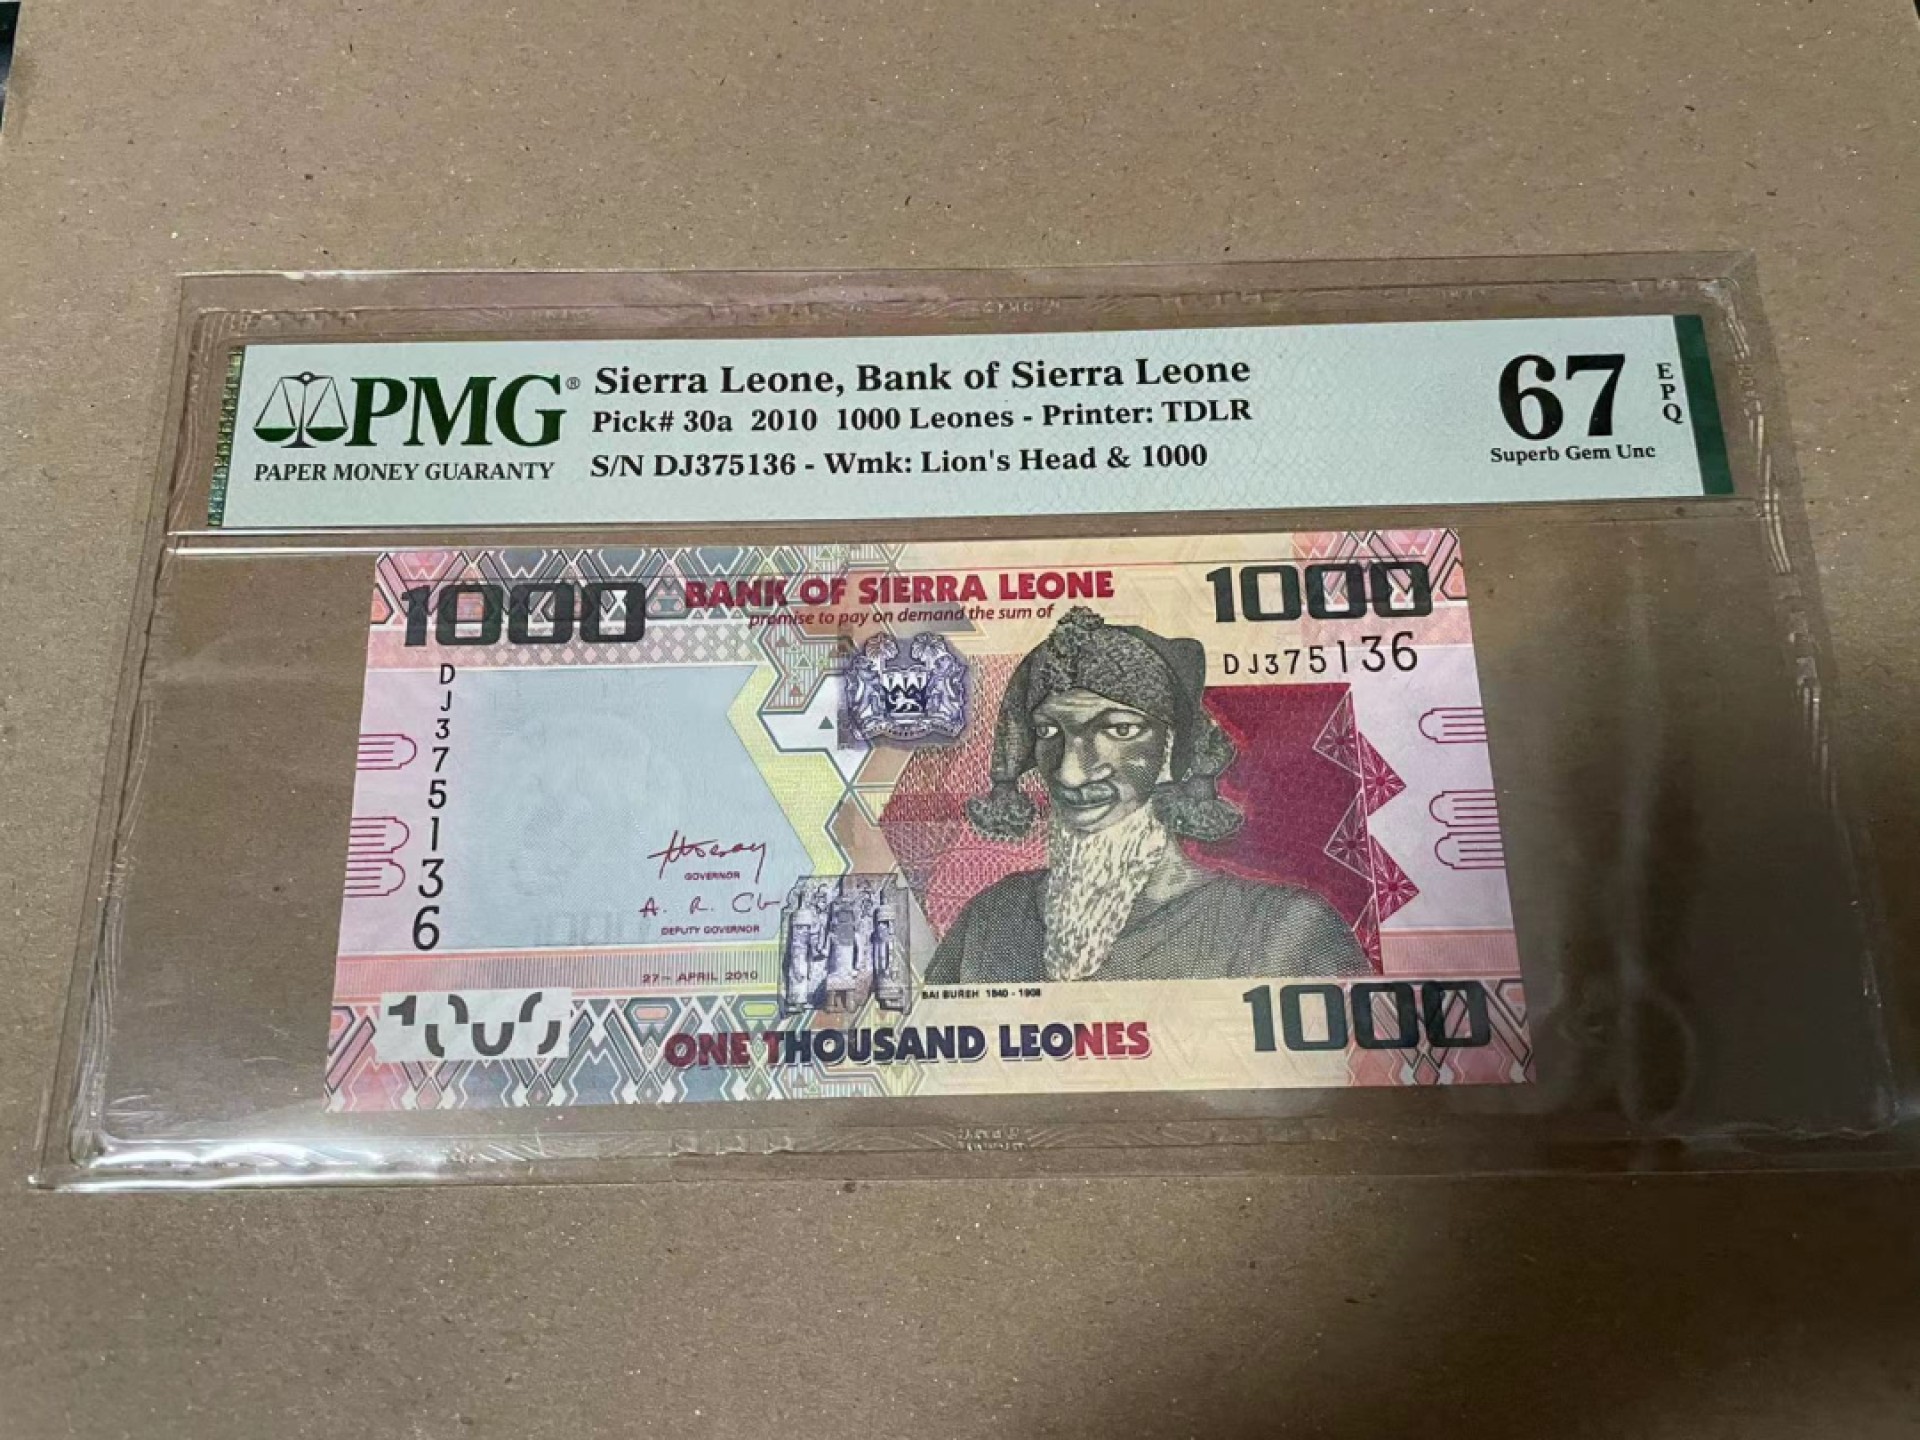 PMG®
PAPER MONEY GUARANTY
Sierra Leone, Bank of Sierra Leone
Pick# 30a 2010 1000 Leones - Printer: TDLR
S/N DJ375136 - Wmk: Lion's Head & 1000
67
EPQ
Superb Gem Unc
1000
BANK OF SIERRA LEONE
promise to pay on demand the sum of
1000
DJ375136
DJ375136
GOVERNOR
DEPUTY GOVERNOR
27TH APRIL 2010
BAI BUREH 1840 - 1908
1000
ONE THOUSAND LEONES
1000